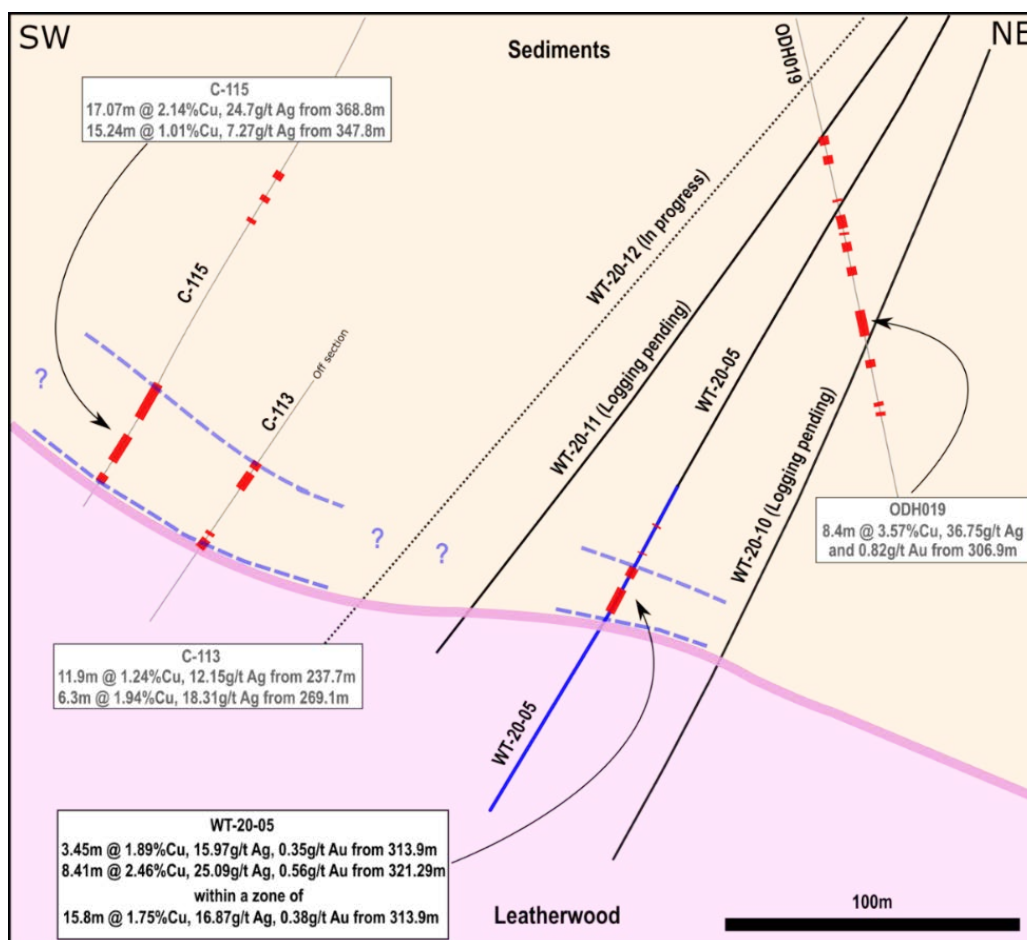 SW
NE
Sediments
ODH019
C-115
17.07m @ 2.14%Cu, 24.7g/t Ag from 368.8m
15.24m @ 1.01%Cu, 7.27g/t Ag from 347.8m
WT-20-12 (In progress)
C-115
WT-20-11 (Logging pending)
WT-20-05
Off section
C-113
?
WT-20-10 (Logging pending)
ODH019
8.4m @ 3.57%Cu, 36.75g/t Ag
and 0.82g/t Au from 306.9m
?
?
C-113
11.9m @ 1.24%Cu, 12.15g/t Ag from 237.7m
6.3m @ 1.94%Cu, 18.31g/t Ag from 269.1m
WT-20-05
WT-20-05
3.45m @ 1.89%Cu, 15.97g/t Ag, 0.35g/t Au from 313.9m
8.41m @ 2.46%Cu, 25.09g/t Ag, 0.56g/t Au from 321.29m
within a zone of
15.8m @ 1.75%Cu, 16.87g/t Ag, 0.38g/t Au from 313.9m
Leatherwood
100m